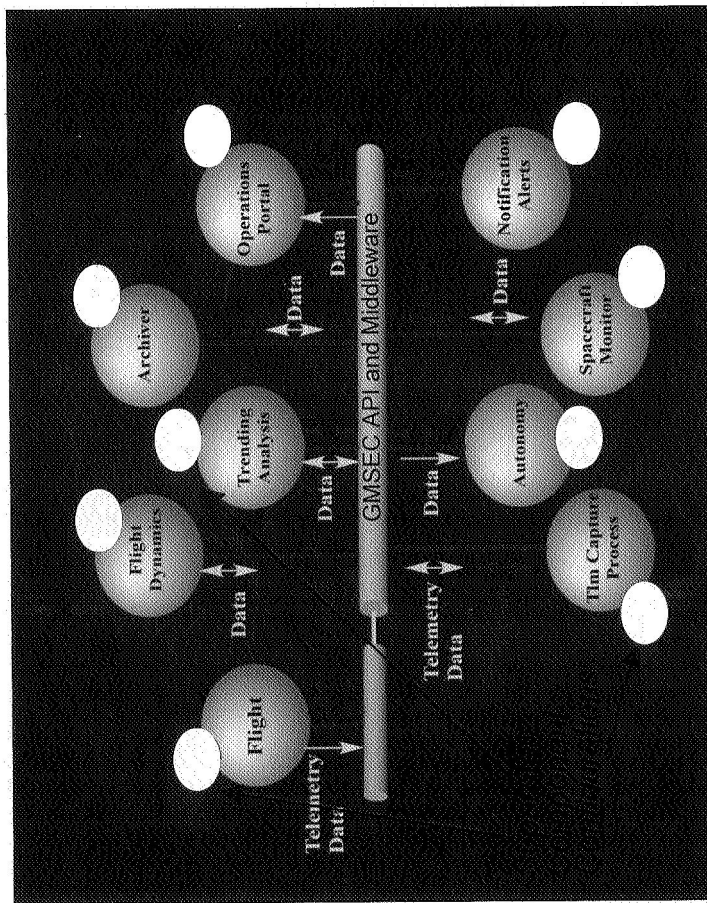 Flight
Dynamics
Archiver
Trending
Analysis
Operations
Portal
Flight
Data
Data
Data
Data
Telemetry
Data
GMSEC API and Middleware
Telemetry
Data
Data
Data
Autonomy
Notification
Alerts
Tlm Capture
Process
Spacecraft
Monitor